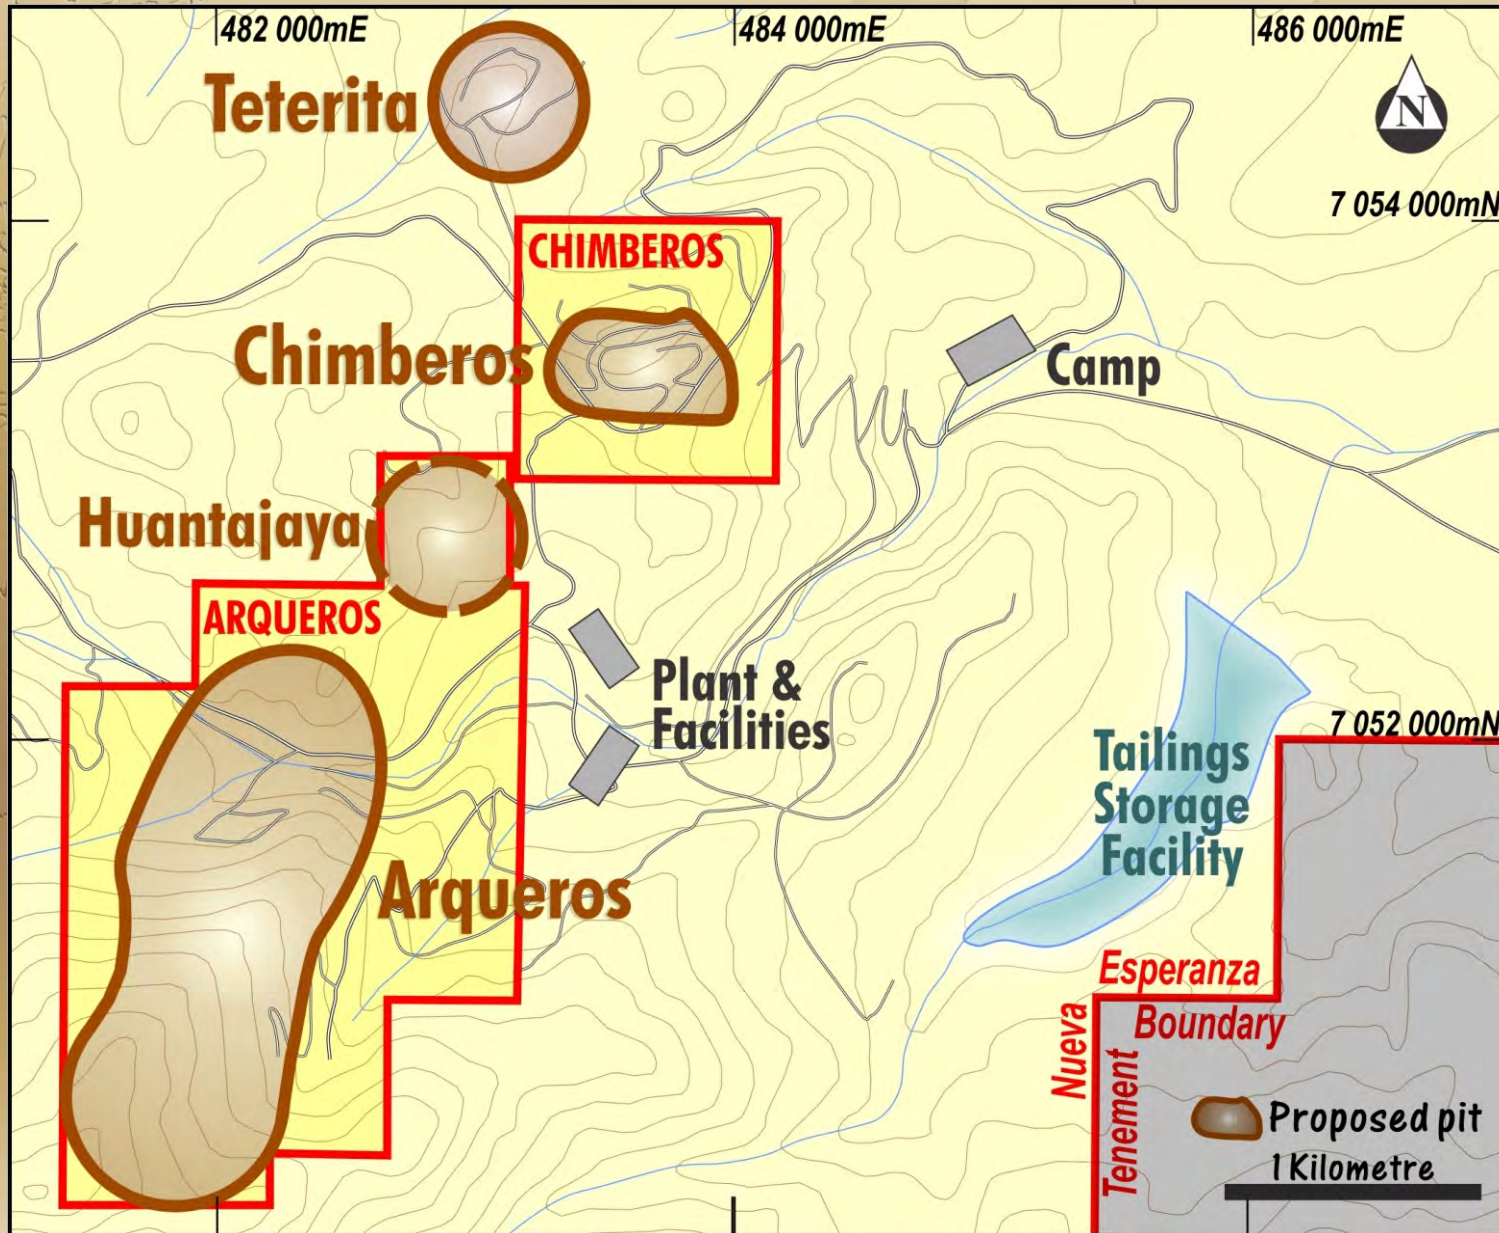 482 000mE
484 000mE
486 000mE
Teterita
N
7 054 000mN
CHIMBEROS
Chimberos
Camp
Huantajaya
ARQUEROS
Plant &
Facilities
7 052 000mN
Tailings
Storage
Facility
Arqueros
Esperanza
Boundary
Nueva
Tenement
Proposed pit
1 Kilometre